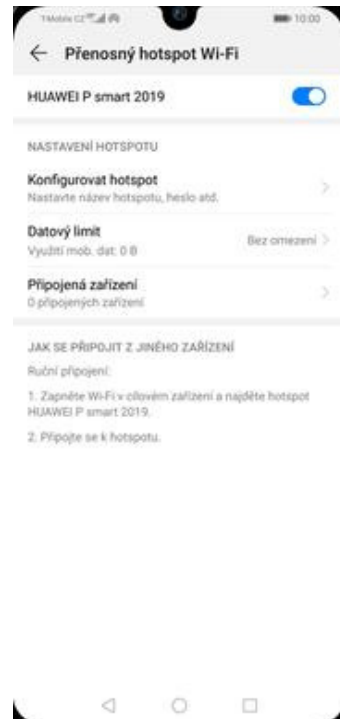 T-Mobile CZ 10:00
Přenosný hotspot Wi-Fi
HUAWEI P smart 2019
NASTAVENÍ HOTSPOTU
Konfigurovat hotspot
Nastavte název hotspotu, heslo atd.
Datový limit
Využití mob. dat: 0 B Bez omezení
Připojená zařízení
0 připojených zařízení
JAK SE PŘIPOJIT Z JINÉHO ZAŘÍZENÍ
Ruční připojení:
1. Zapněte Wi-Fi v cílovém zařízení a najděte hotspot
HUAWEI P smart 2019.
2. Připojte se k hotspotu.